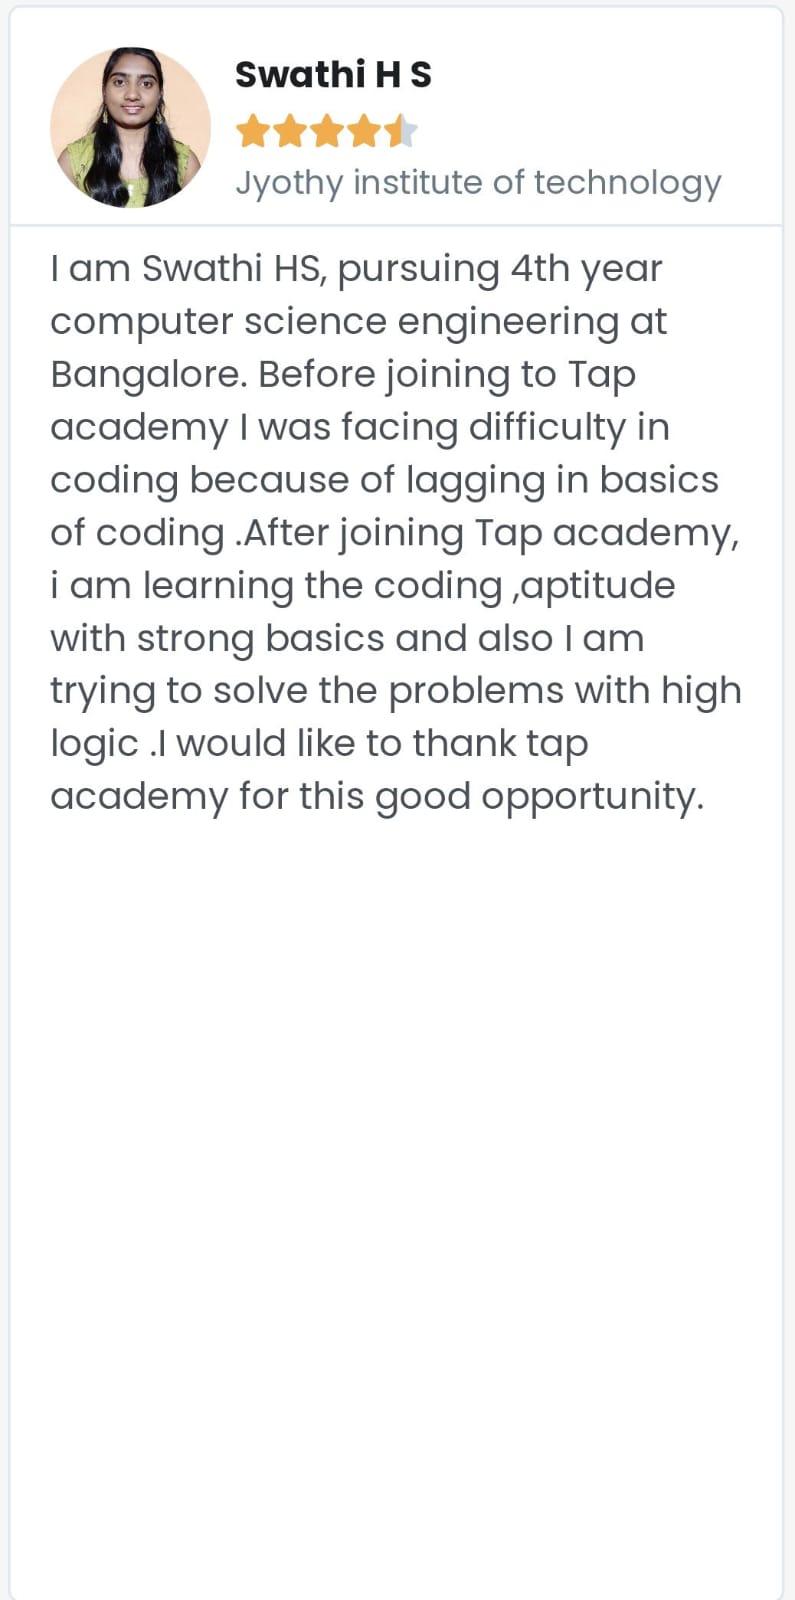 Swathi H S
Jyothy institute of technology
I am Swathi HS, pursuing 4th year
computer science engineering at
Bangalore. Before joining to Tap
academy I was facing difficulty in
coding because of lagging in basics
of coding .After joining Tap academy,
i am learning the coding ,aptitude
with strong basics and also I am
trying to solve the problems with high
logic .I would like to thank tap
academy for this good opportunity.